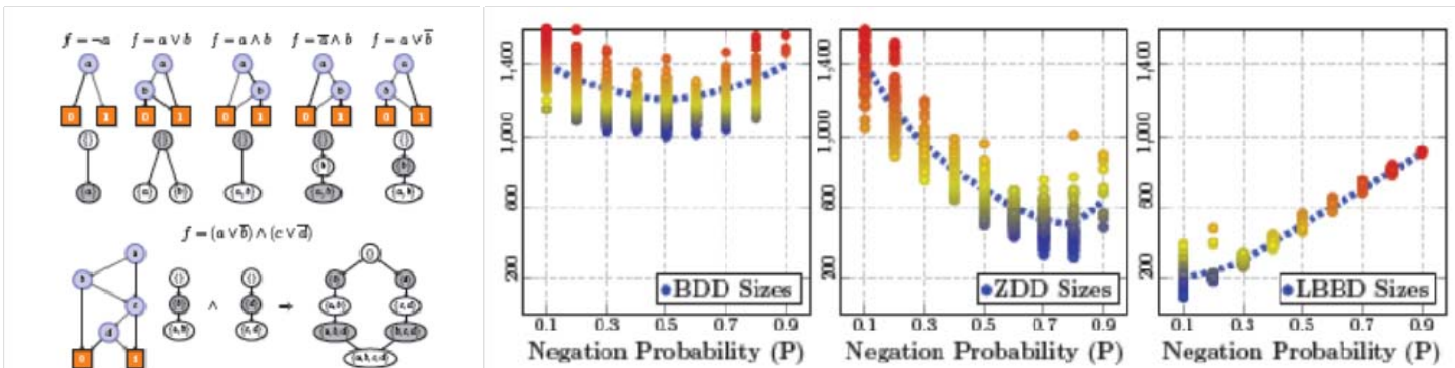 f = ¬a
f = a ∨ b
f = a ∧ b
f = a̅ ∧ b
f = a ∨ b̅
a
a
b
a
b
a
b
a
b
0 1
0 1
0 1
0 1
0 1
{}
{}
{a}
{a} {b}
{a, b}
b
{a, b}
{a, b}
f = (a ∨ b̅) ∧ (c ∨ d̅)
a
b
c
d
0
1
{}
{a, b}
∧
{}
{c, d}
⇒
{}
{a, b}
{c, d}
{a, b, d}
{b, c, d}
{a, b, c, d}
1,400
1,000
600
200
BDD Sizes
0.1 0.3 0.5 0.7 0.9
Negation Probability (P)
1,400
1,000
600
200
ZDD Sizes
0.1 0.3 0.5 0.7 0.9
Negation Probability (P)
1,400
1,000
600
200
LBBD Sizes
0.1 0.3 0.5 0.7 0.9
Negation Probability (P)